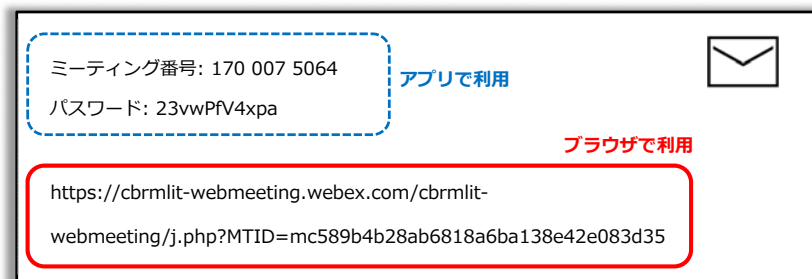 ミーティング番号: 170 007 5064
アプリで利用
パスワード: 23vwPfV4xpa
ブラウザで利用
https://cbrmlit-webmeeting.webex.com/cbrmlit-
webmeeting/j.php?MTID=mc589b4b28ab6818a6ba138e42e083d35